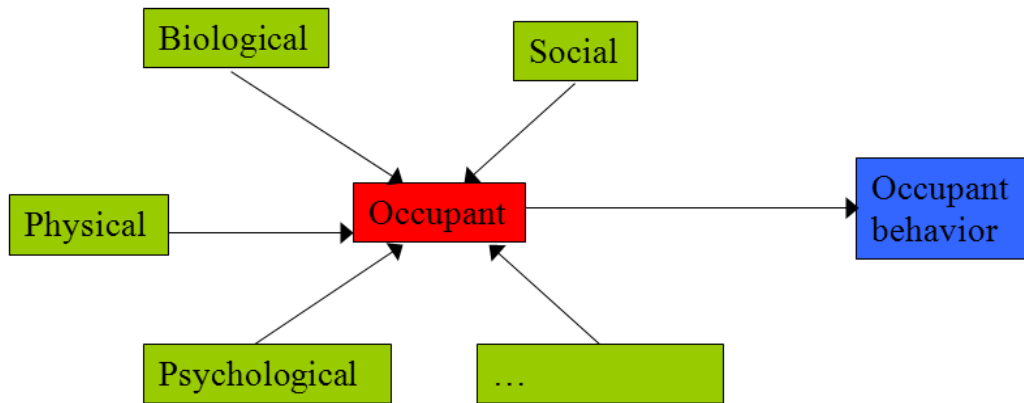 Biological
Social
Physical
Occupant
Occupant
behavior
Psychological
…